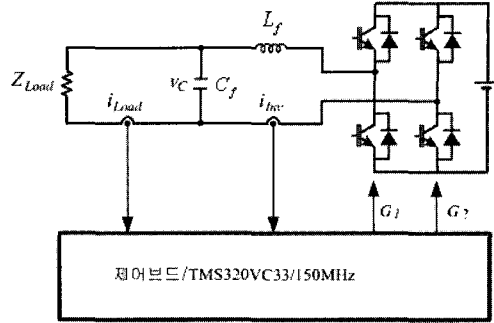 L_f
Z_Load
i_Load
v_C
C_f
i_Inv
G_1
G_2
제어보드/TMS320VC33/150MHz